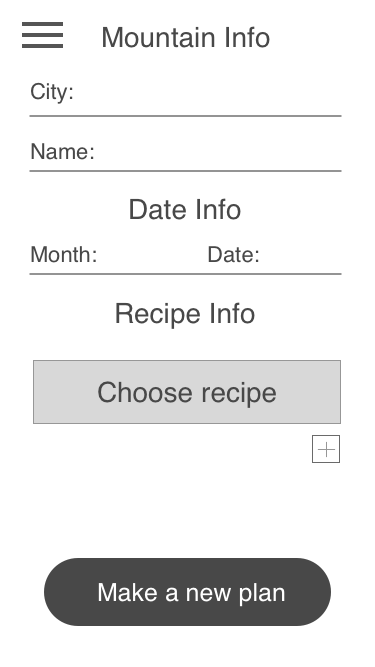 Mountain Info
City:
Name:
Date Info
Month: Date:
Recipe Info
Choose recipe
Make a new plan